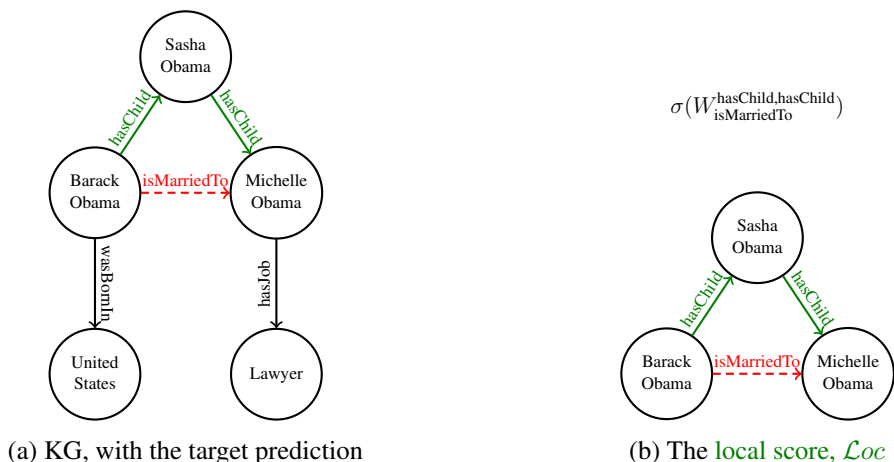 Sasha
Obama
hasChild
hasChild
Barack
Obama
isMarriedTo
Michelle
Obama
wasBornIn
hasJob
United
States
Lawyer
(a) KG, with the target prediction
σ(W^{hasChild,hasChild}_{isMarriedTo})
Sasha
Obama
hasChild
hasChild
Barack
Obama
isMarriedTo
Michelle
Obama
(b) The local score, ℒoc